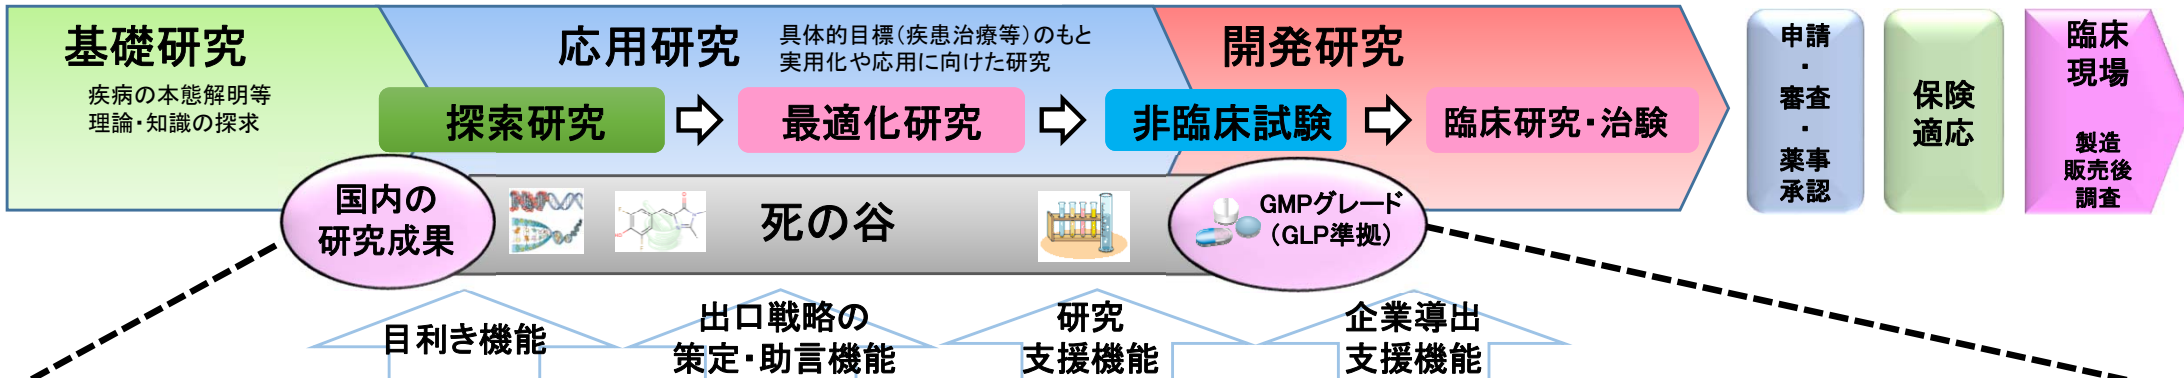 基礎研究
疾病の本態解明等
理論・知識の探求
応用研究
具体的目標(疾患治療等)のもと
実用化や応用に向けた研究
開発研究
探索研究
最適化研究
非臨床試験
臨床研究・治験
申請
・
審査
・
薬事
承認
保険
適応
臨床
現場
製造
販売後
調査
国内の
研究成果
死の谷
GMPグレード
(GLP準拠)
目利き機能
出口戦略の
策定・助言機能
研究
支援機能
企業導出
支援機能